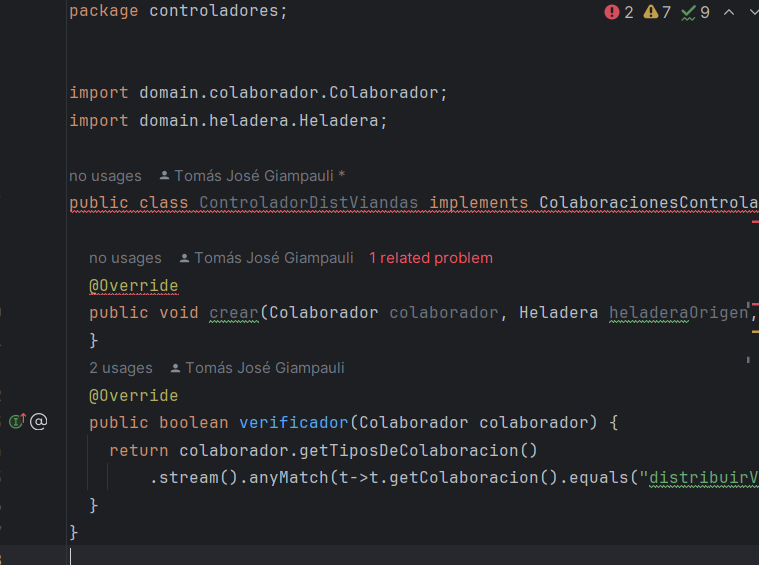 package controladores;
2 7 9
import domain.colaborador.Colaborador;
import domain.heladera.Heladera;
no usages Tomás José Giampauli *
public class ControladorDistViandas implements ColaboracionesControla
no usages Tomás José Giampauli 1 related problem
@Override
public void crear(Colaborador colaborador, Heladera heladeraOrigen,
}
2 usages Tomás José Giampauli
@Override
public boolean verificador(Colaborador colaborador) {
return colaborador.getTiposDeColaboracion()
.stream().anyMatch(t->t.getColaboracion().equals("distribuirV
}
}